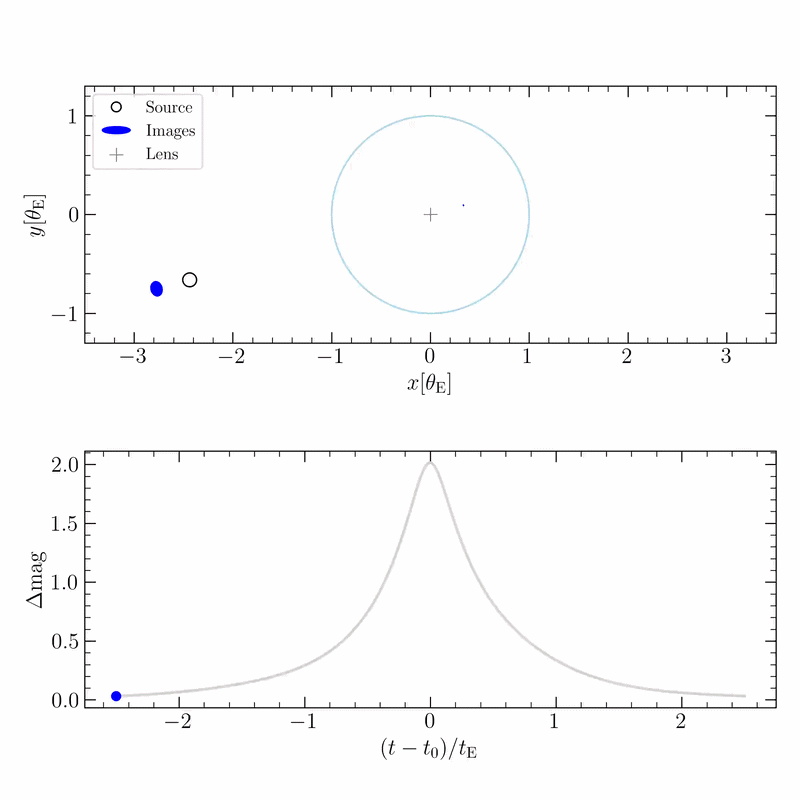 Source
Images
Lens
1
0
−1
y[θE]
−3 −2 −1 0 1 2 3
x[θE]
2.0
1.5
1.0
0.5
0.0
Δmag
−2 −1 0 1 2
(t − t0)/tE